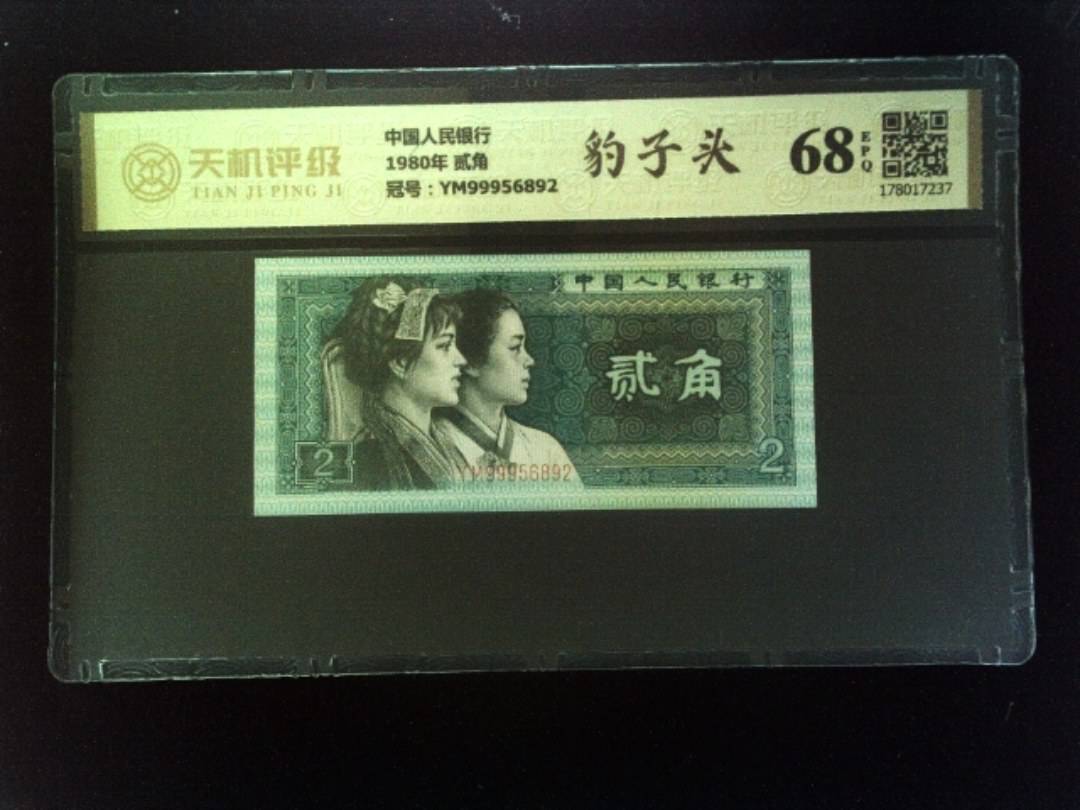 天机评级
TIAN JI PING JI
中国人民银行
1980年 贰角
冠号：YM99956892
豹子头
68
EPQ
178017237
中国人民银行
贰角
2
YM99956892
2